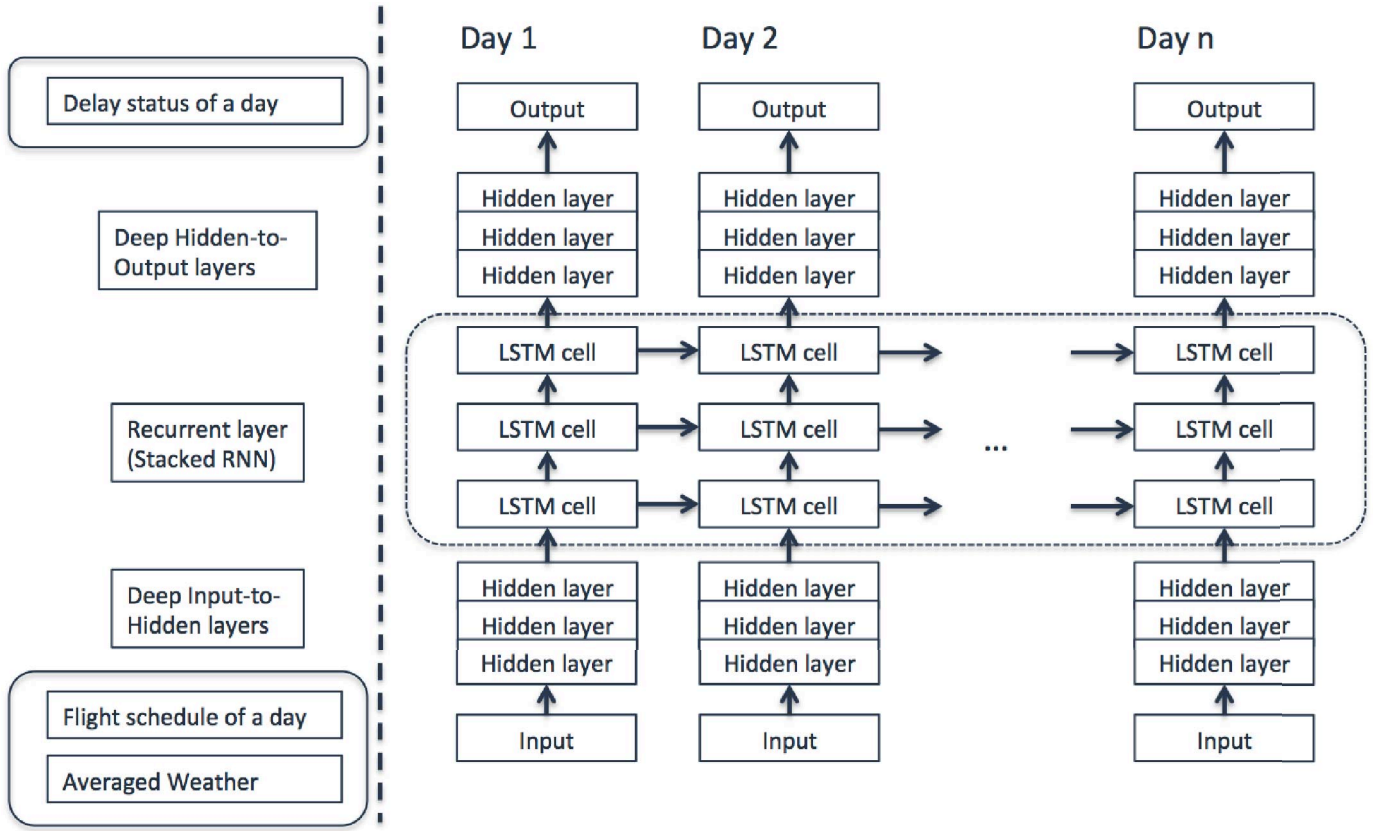 Delay status of a day
Deep Hidden-to-
Output layers
Recurrent layer
(Stacked RNN)
Deep Input-to-
Hidden layers
Flight schedule of a day
Averaged Weather
Day 1
Day 2
Day n
Output
Output
Output
Hidden layer
Hidden layer
Hidden layer
Hidden layer
Hidden layer
Hidden layer
Hidden layer
Hidden layer
Hidden layer
LSTM cell
LSTM cell
LSTM cell
LSTM cell
LSTM cell
...
LSTM cell
LSTM cell
LSTM cell
LSTM cell
Hidden layer
Hidden layer
Hidden layer
Hidden layer
Hidden layer
Hidden layer
Hidden layer
Hidden layer
Hidden layer
Input
Input
Input